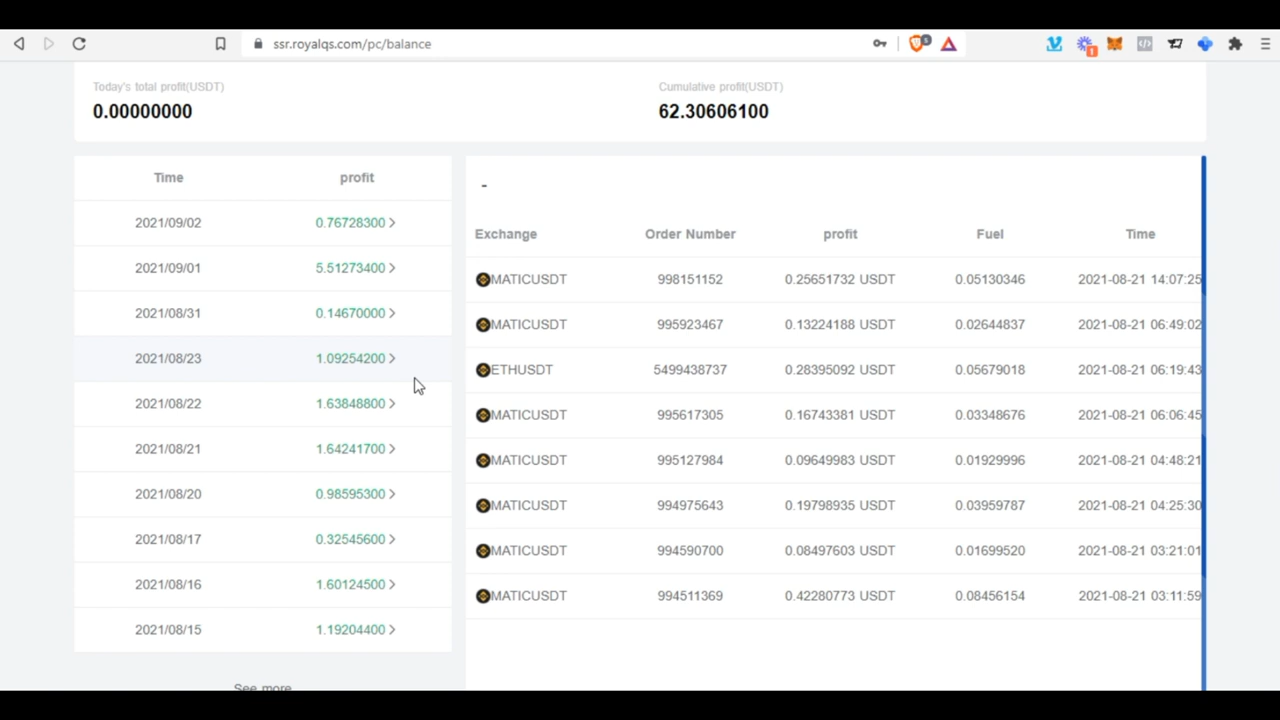 ssr.royalqs.com/pc/balance
Today's total profit(USDT)
0.00000000
Cumulative profit(USDT)
62.30606100
Time profit
2021/09/02 0.76728300 >
2021/09/01 5.51273400 >
2021/08/31 0.14670000 >
2021/08/23 1.09254200 >
2021/08/22 1.63848800 >
2021/08/21 1.64241700 >
2021/08/20 0.98595300 >
2021/08/17 0.32545600 >
2021/08/16 1.60124500 >
2021/08/15 1.19204400 >
See more
-
Exchange Order Number profit Fuel Time
MATICUSDT 998151152 0.25651732 USDT 0.05130346 2021-08-21 14:07:25
MATICUSDT 995923467 0.13224188 USDT 0.02644837 2021-08-21 06:49:02
ETHUSDT 5499438737 0.28395092 USDT 0.05679018 2021-08-21 06:19:43
MATICUSDT 995617305 0.16743381 USDT 0.03348676 2021-08-21 06:06:45
MATICUSDT 995127984 0.09649983 USDT 0.01929996 2021-08-21 04:48:21
MATICUSDT 994975643 0.19798935 USDT 0.03959787 2021-08-21 04:25:30
MATICUSDT 994590700 0.08497603 USDT 0.01699520 2021-08-21 03:21:01
MATICUSDT 994511369 0.42280773 USDT 0.08456154 2021-08-21 03:11:59